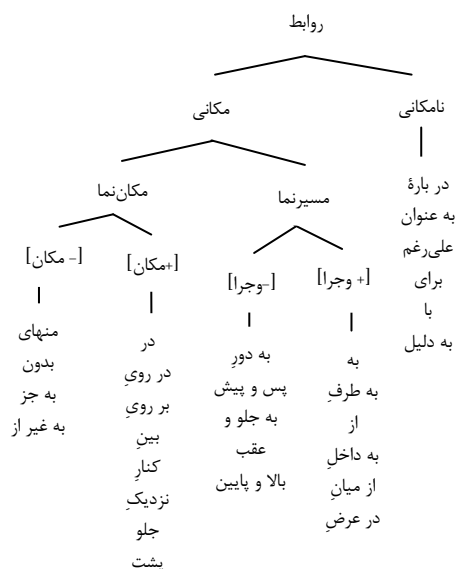 روابط
نامکانی
مکانی
در بارهٔ
به عنوان
علی‌رغم
برای
با
به دلیل
مسیرنما
مکان‌نما
[+ وجرا]
[-وجرا]
[+مکان]
[- مکان]
به
به طرفِ
از
به داخلِ
از میانِ
در عرضِ
به دورِ
پس و پیش
به جلو و
عقب
بالا و پایین
در
در رویِ
بر رویِ
بینِ
کنارِ
نزدیکِ
جلو
پشت
منهای
بدون
به جز
به غیر از